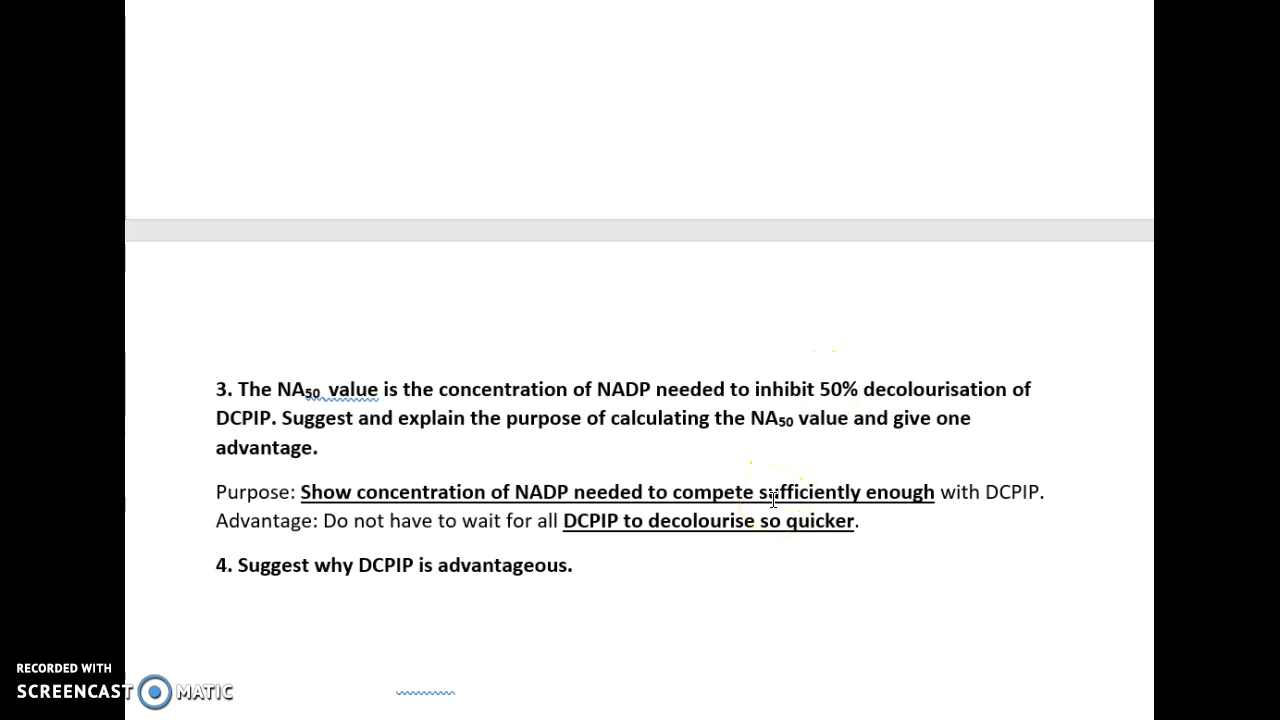 3. The NA50 value is the concentration of NADP needed to inhibit 50% decolourisation of
DCPIP. Suggest and explain the purpose of calculating the NA50 value and give one
advantage.
Purpose: Show concentration of NADP needed to compete sufficiently enough with DCPIP.
Advantage: Do not have to wait for all DCPIP to decolourise so quicker.
4. Suggest why DCPIP is advantageous.
RECORDED WITH
SCREENCAST MATIC